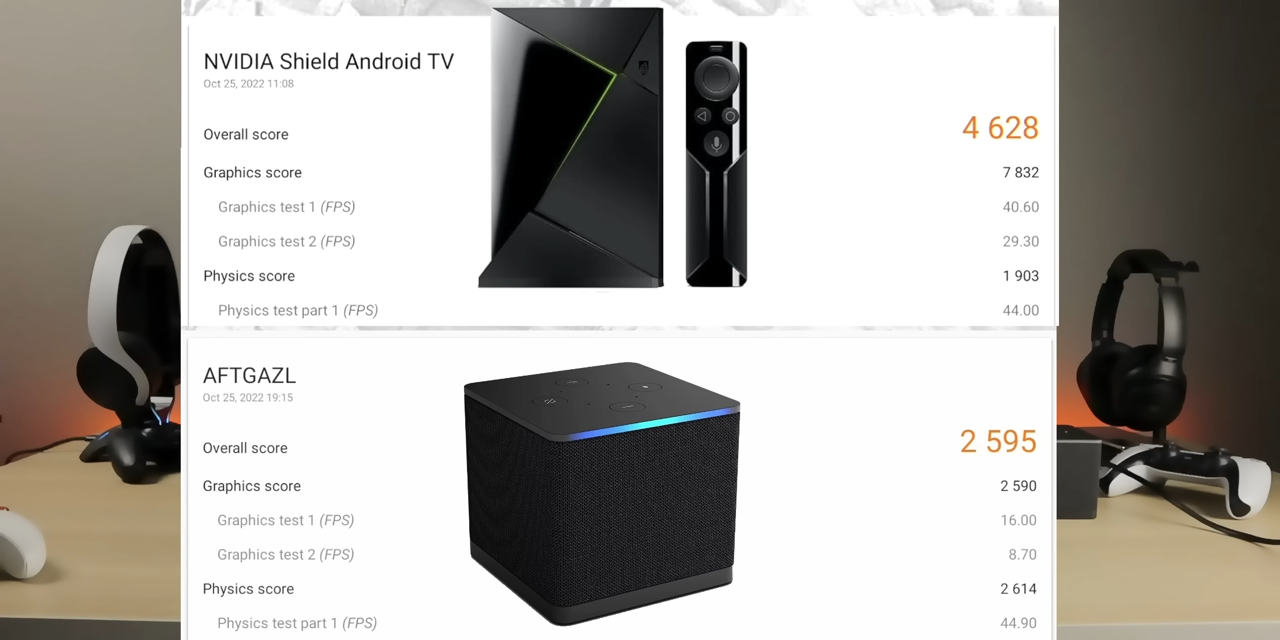 NVIDIA Shield Android TV
Oct 25, 2022 11:08
Overall score 4 628
Graphics score 7 832
Graphics test 1 (FPS) 40.60
Graphics test 2 (FPS) 29.30
Physics score 1 903
Physics test part 1 (FPS) 44.00
AFTGAZL
Oct 25, 2022 19:15
Overall score 2 595
Graphics score 2 590
Graphics test 1 (FPS) 16.00
Graphics test 2 (FPS) 8.70
Physics score 2 614
Physics test part 1 (FPS) 44.90